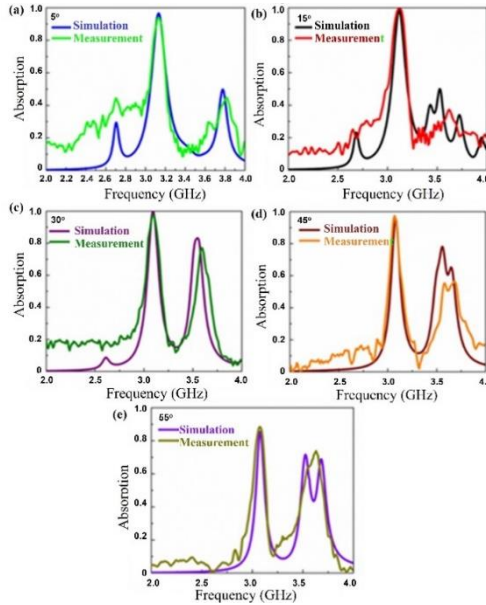 (a)
5°
Simulation
Measurement
Absorption
1.0
0.8
0.6
0.4
0.2
0
2.0 2.2 2.4 2.6 2.8 3.0 3.2 3.4 3.6 3.8 4.0
Frequency (GHz)
(b)
15°
Simulation
Measurement
Absorption
1.0
0.8
0.6
0.4
0.2
0
2.0 2.5 3.0 3.5 4.0
Frequency (GHz)
(c)
30°
Simulation
Measurement
Absorption
1.0
0.8
0.6
0.4
0.2
0
2.0 2.5 3.0 3.5 4.0
Frequency (GHz)
(d)
45°
Simulation
Measurement
Absorption
1.0
0.8
0.6
0.4
0.2
0
2.0 2.5 3.0 3.5 4.0
Frequency (GHz)
(e)
55°
Simulation
Measurement
Absorption
1.0
0.8
0.6
0.4
0.2
0
2.0 2.5 3.0 3.5 4.0
Frequency (GHz)